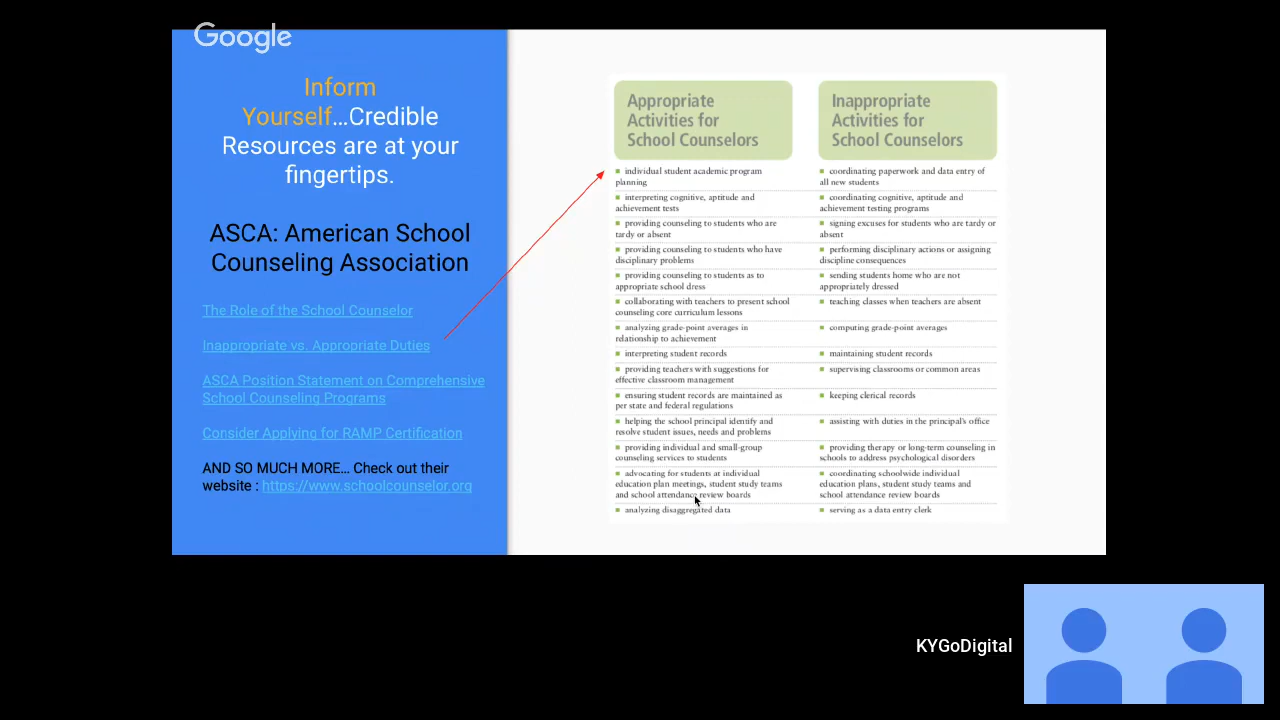 Google
Inform
Yourself...Credible
Resources are at your
fingertips.
ASCA: American School
Counseling Association
The Role of the School Counselor
Inappropriate vs. Appropriate Duties
ASCA Position Statement on Comprehensive
School Counseling Programs
Consider Applying for RAMP Certification
AND SO MUCH MORE... Check out their
website : https://www.schoolcounselor.org
Appropriate
Activities for
School Counselors
individual student academic program
planning
interpreting cognitive, aptitude and
achievement tests
providing counseling to students who are
tardy or absent
providing counseling to students who have
disciplinary problems
providing counseling to students as to
appropriate school dress
collaborating with teachers to present school
counseling core curriculum lessons
analyzing grade-point averages in
relationship to achievement
interpreting student records
providing teachers with suggestions for
effective classroom management
ensuring student records are maintained as
per state and federal regulations
helping the school principal identify and
resolve student issues, needs and problems
providing individual and small-group
counseling services to students
advocating for students at individual
education plan meetings, student study teams
and school attendance review boards
analyzing disaggregated data
Inappropriate
Activities for
School Counselors
coordinating paperwork and data entry of
all new students
coordinating cognitive, aptitude and
achievement testing programs
signing excuses for students who are tardy or
absent
performing disciplinary actions or assigning
discipline consequences
sending students home who are not
appropriately dressed
teaching classes when teachers are absent
computing grade-point averages
maintaining student records
supervising classrooms or common areas
keeping clerical records
assisting with duties in the principal's office
providing therapy or long-term counseling in
schools to address psychological disorders
coordinating schoolwide individual
education plans, student study teams and
school attendance review boards
serving as a data entry clerk
KYGoDigital